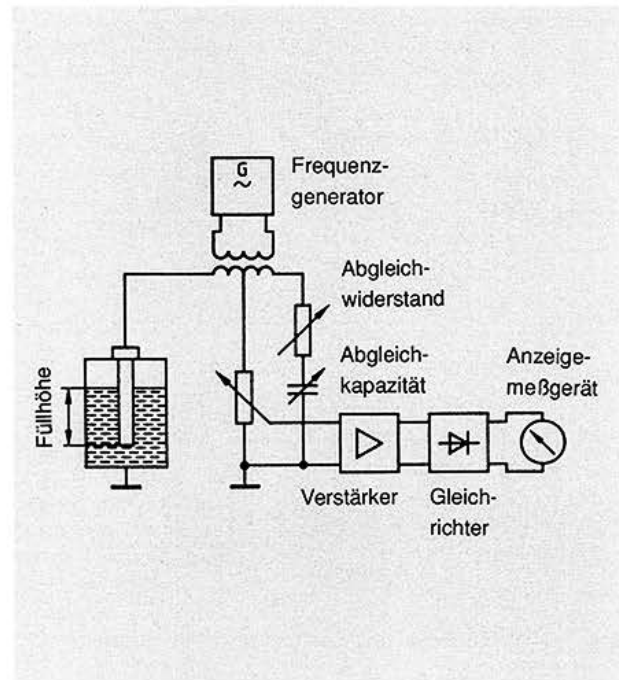 G
~
Frequenz-
generator
Abgleich-
widerstand
Abgleich-
kapazität
Anzeige-
meßgerät
Füllhöhe
Verstärker
Gleich-
richter